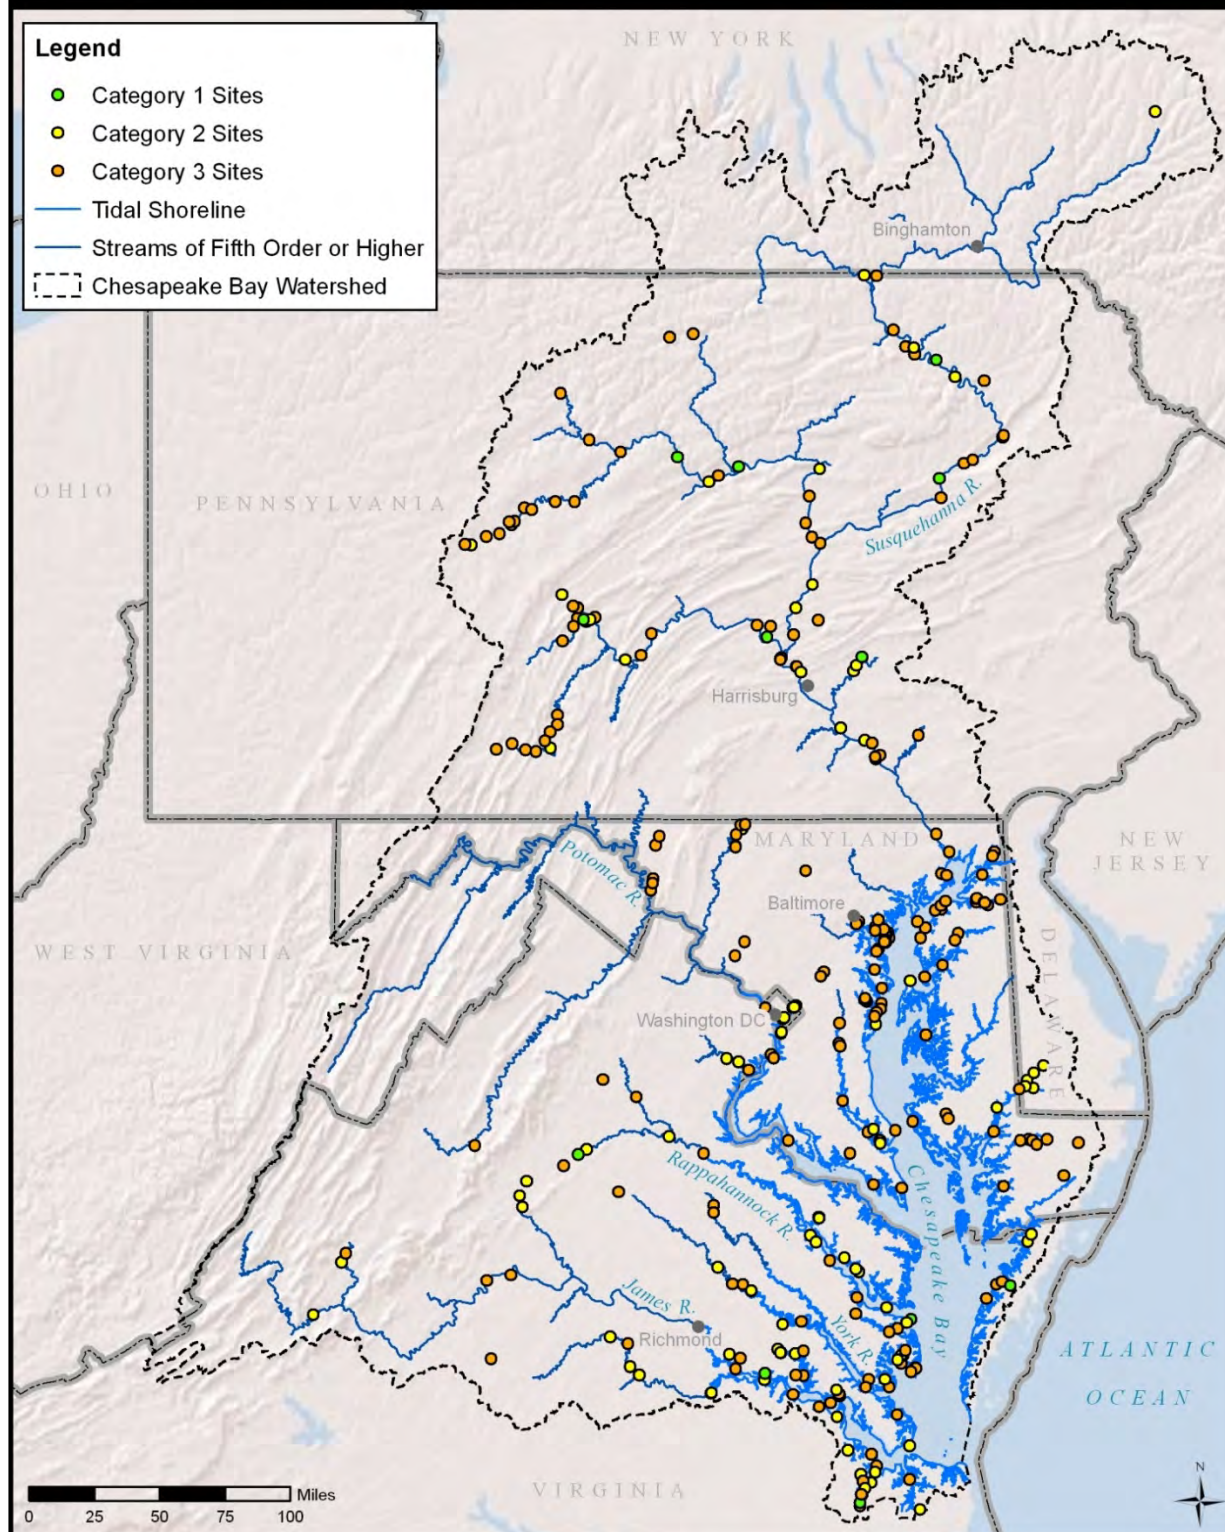 Legend
Category 1 Sites
Category 2 Sites
Category 3 Sites
Tidal Shoreline
Streams of Fifth Order or Higher
Chesapeake Bay Watershed
NEW YORK
Binghamton
OHIO
PENNSYLVANIA
Susquehanna R.
Harrisburg
MARYLAND
NEW
JERSEY
Potomac R.
Baltimore
WEST VIRGINIA
DELAWARE
Washington DC
Rappahannock R.
Chesapeake Bay
James R.
York R.
Richmond
ATLANTIC
OCEAN
VIRGINIA
Miles
0 25 50 100
N